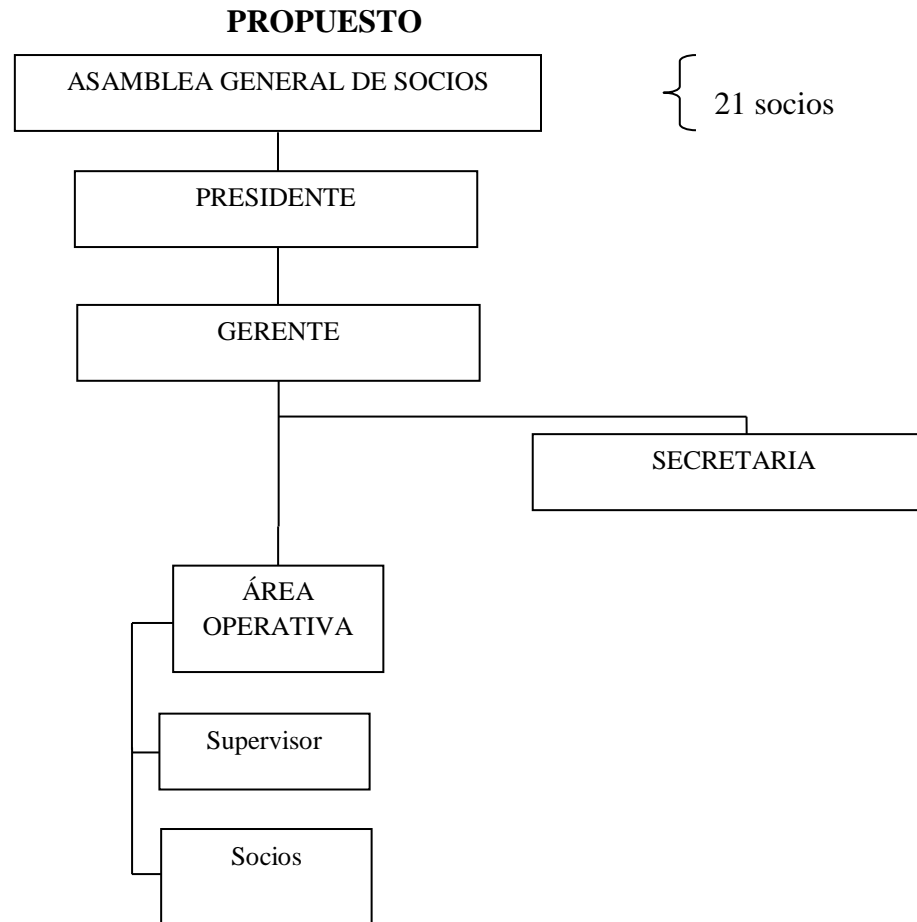 PROPUESTO
ASAMBLEA GENERAL DE SOCIOS
21 socios
PRESIDENTE
GERENTE
SECRETARIA
ÁREA
OPERATIVA
Supervisor
Socios